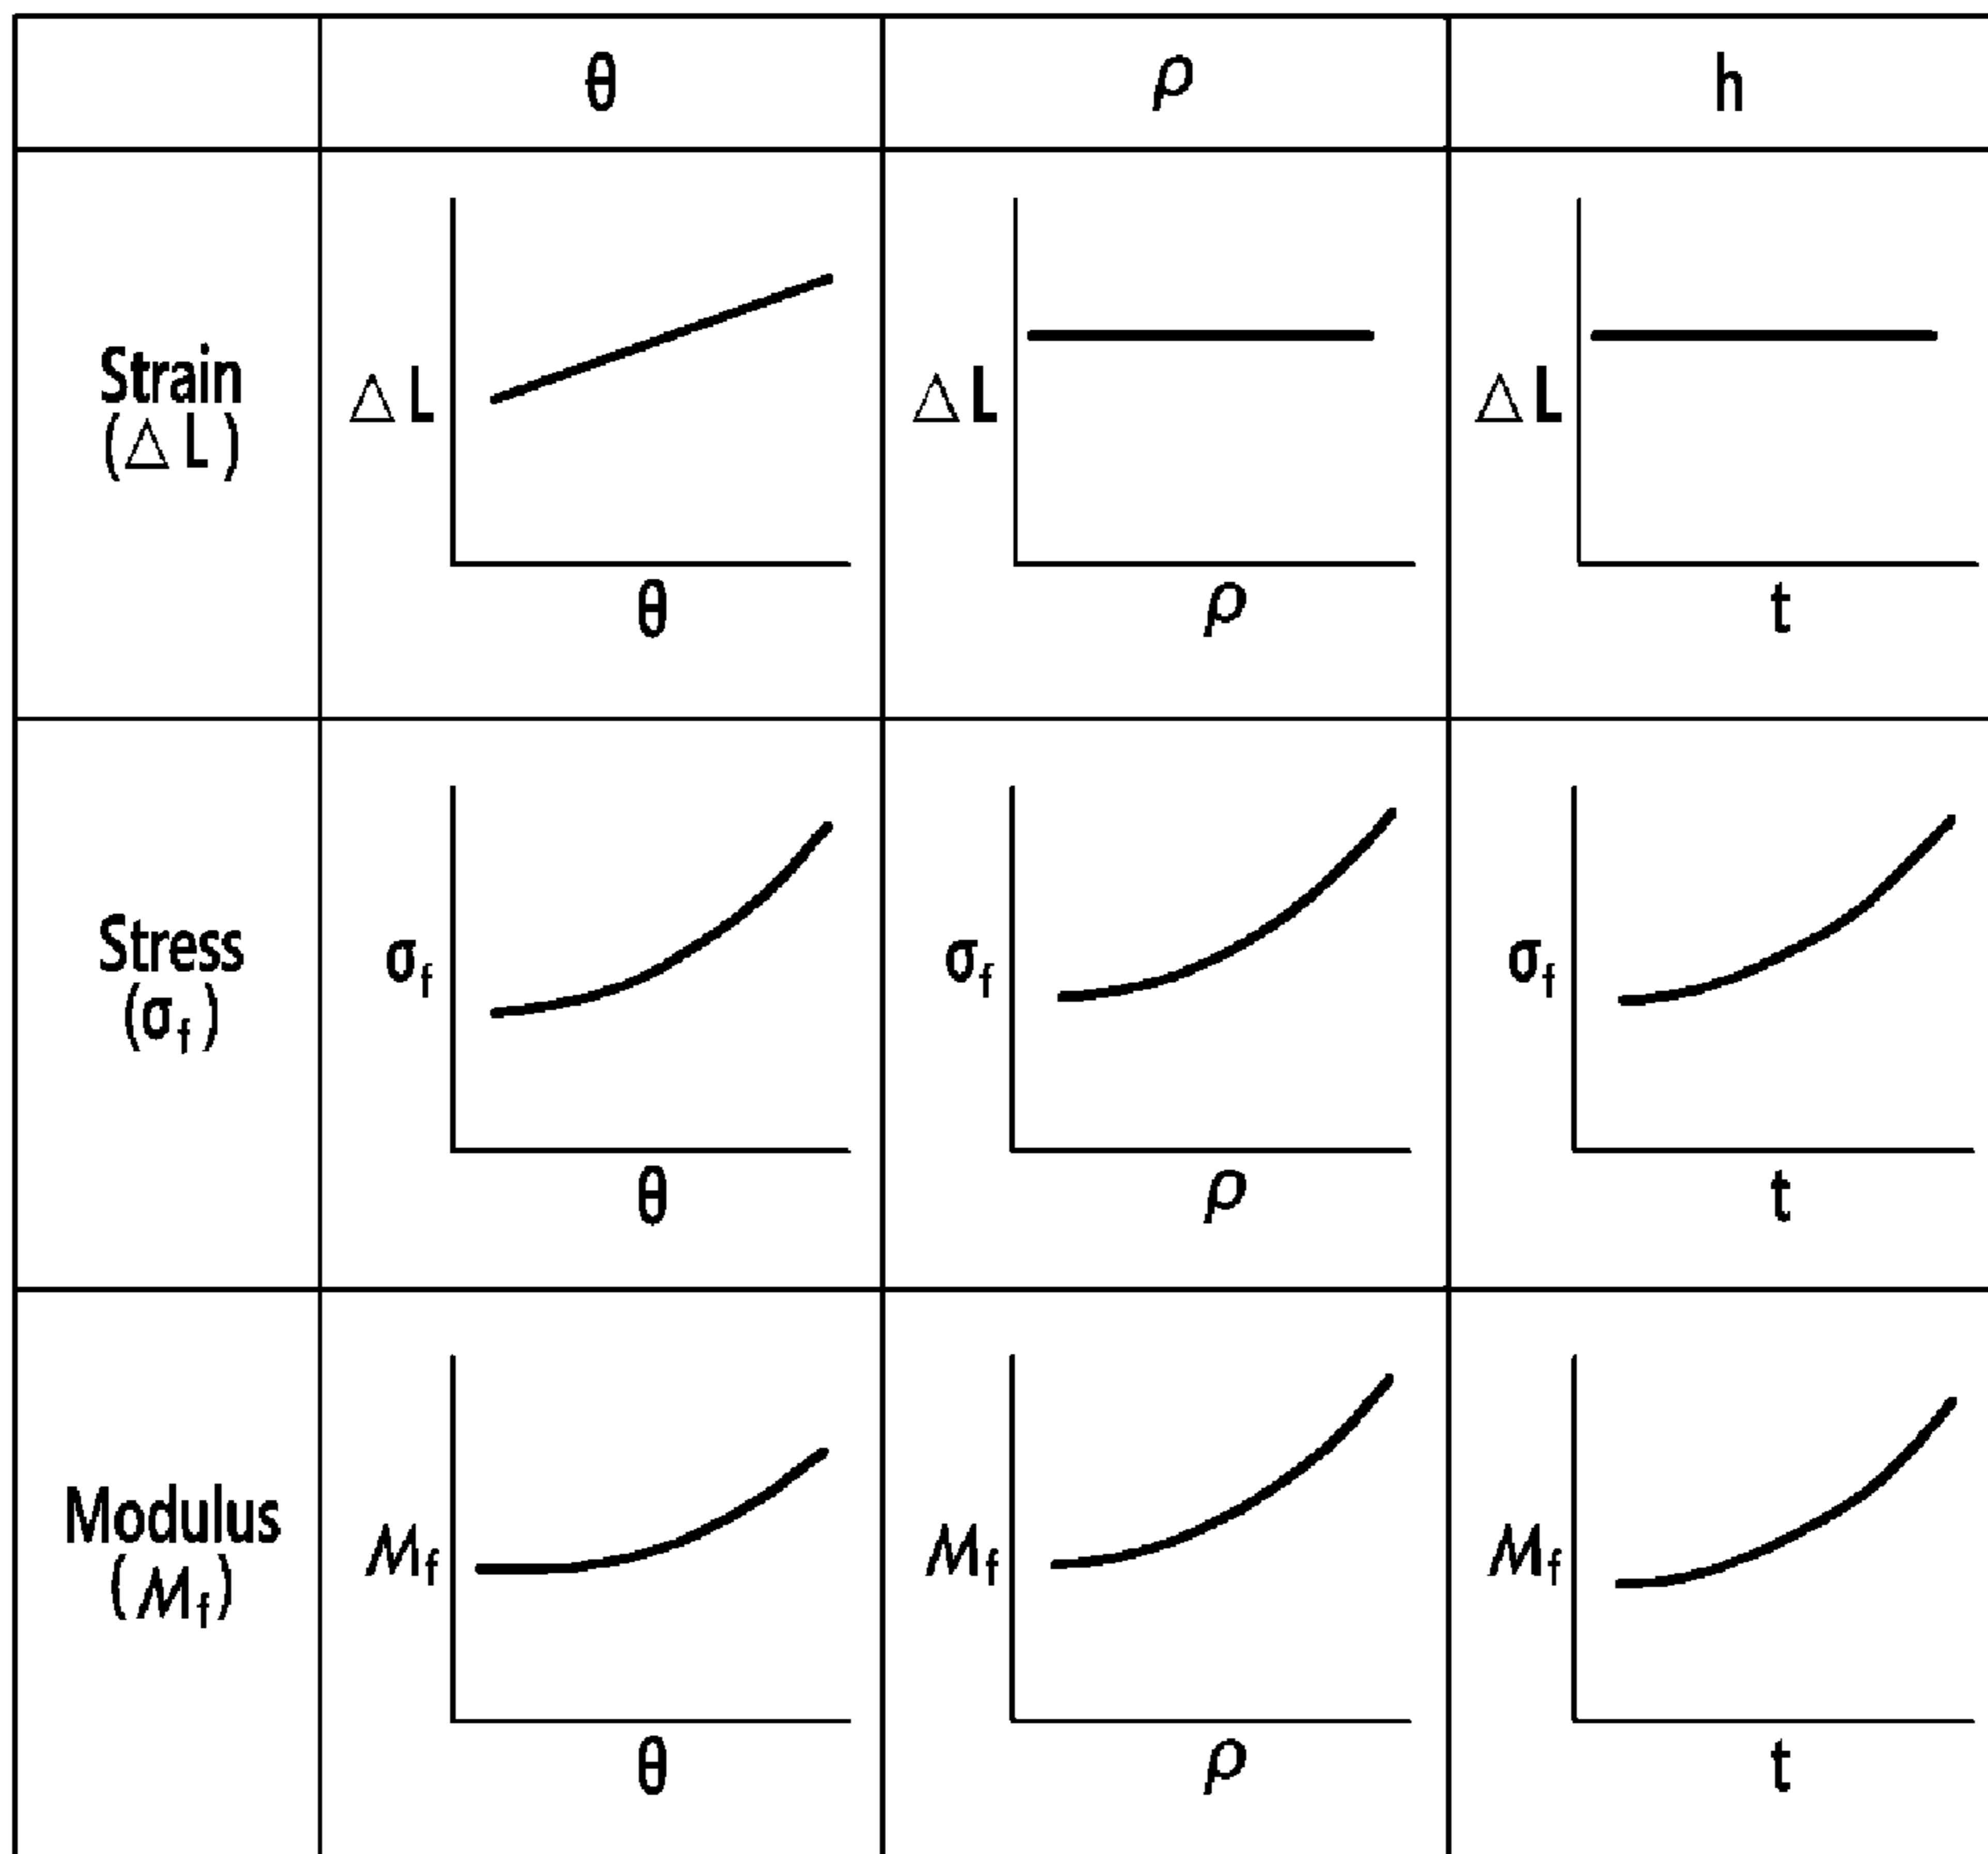 θ ρ h
Strain
(△L)
△L △L △L
θ ρ t
Stress
(σf)
σf σf σf
θ ρ t
Modulus
(Mf)
Mf Mf Mf
θ ρ t